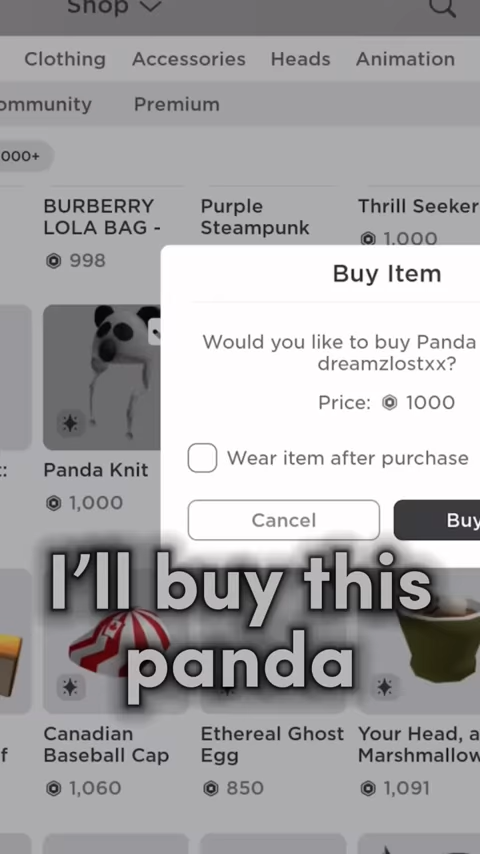 Shop
Clothing Accessories Heads Animation
ommunity Premium
000+
BURBERRY
LOLA BAG -
998
Purple
Steampunk
Thrill Seeker
1,000
Buy Item
Would you like to buy Panda
dreamzlostxx?
Price: 1000
Wear item after purchase
Cancel
Buy
Panda Knit
1,000
I'll buy this
panda
Canadian
Baseball Cap
1,060
Ethereal Ghost
Egg
850
Your Head, a
Marshmallow
1,091